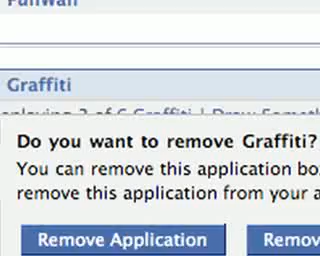 FunWall
Graffiti
Do you want to remove Graffiti?
You can remove this application bo
remove this application from your a
Remove Application Remov